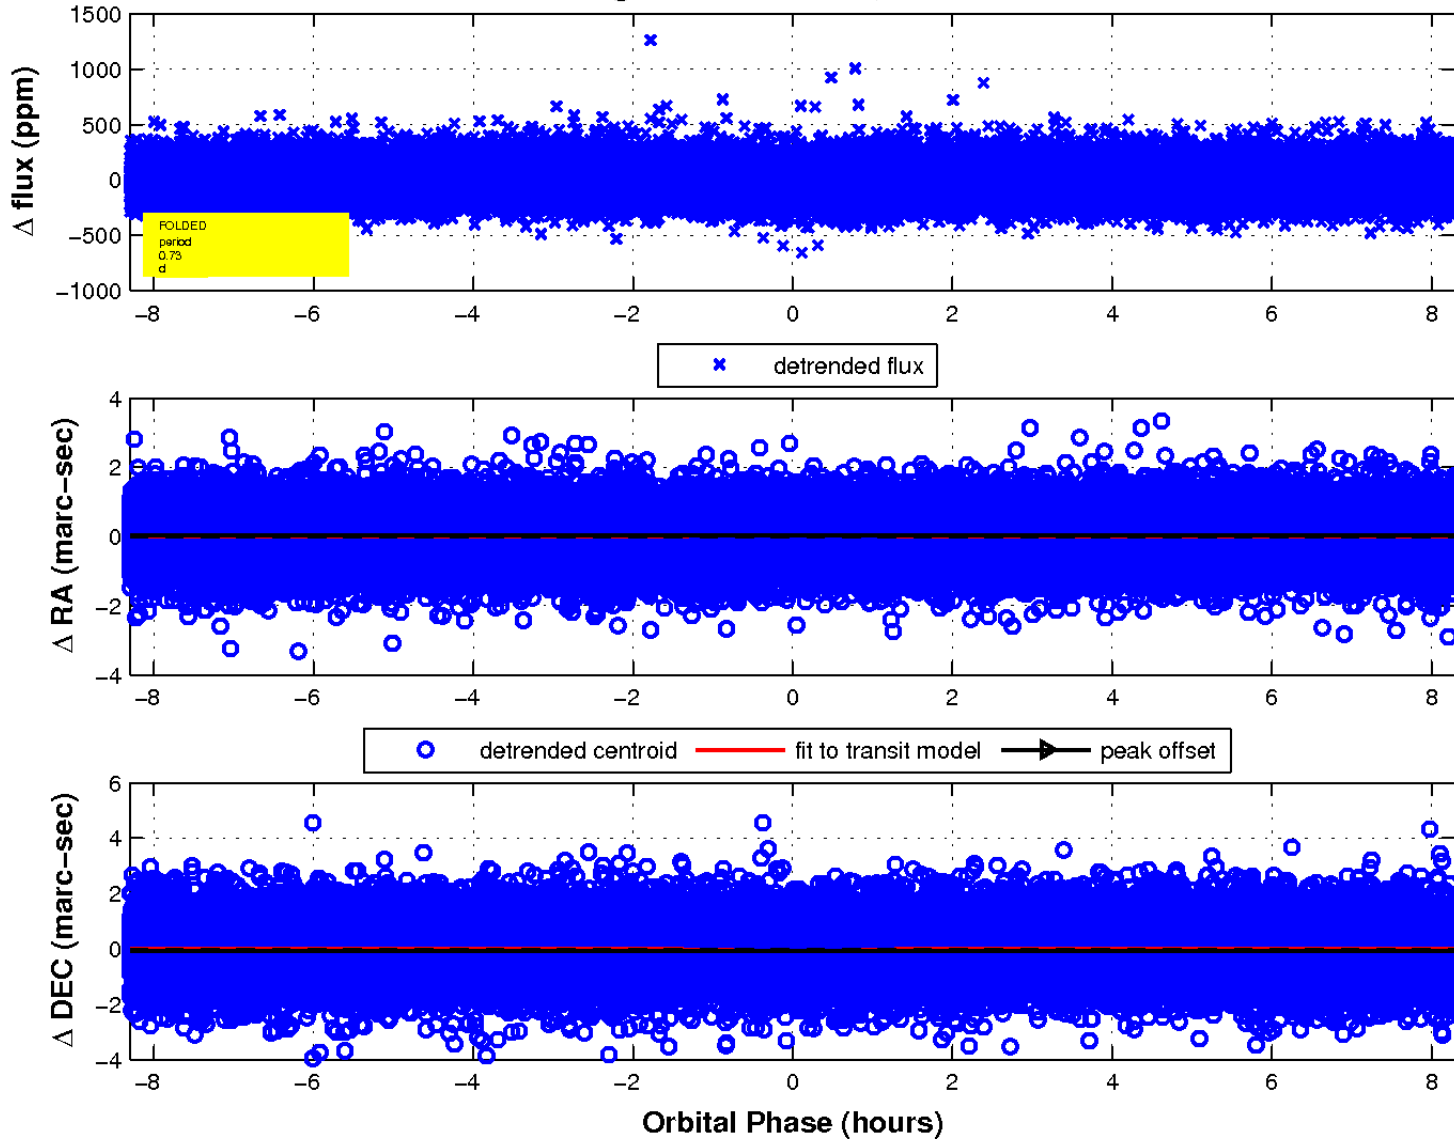 1500
1000
500
0
−500
−1000
Δ flux (ppm)
FOLDED
period
0.73
d
−8 −6 −4 −2 0 2 4 6 8
detrended flux
4
2
0
−2
−4
Δ RA (marc−sec)
−8 −6 −4 −2 0 2 4 6 8
detrended centroid fit to transit model peak offset
6
4
2
0
−2
−4
Δ DEC (marc−sec)
−8 −6 −4 −2 0 2 4 6 8
Orbital Phase (hours)